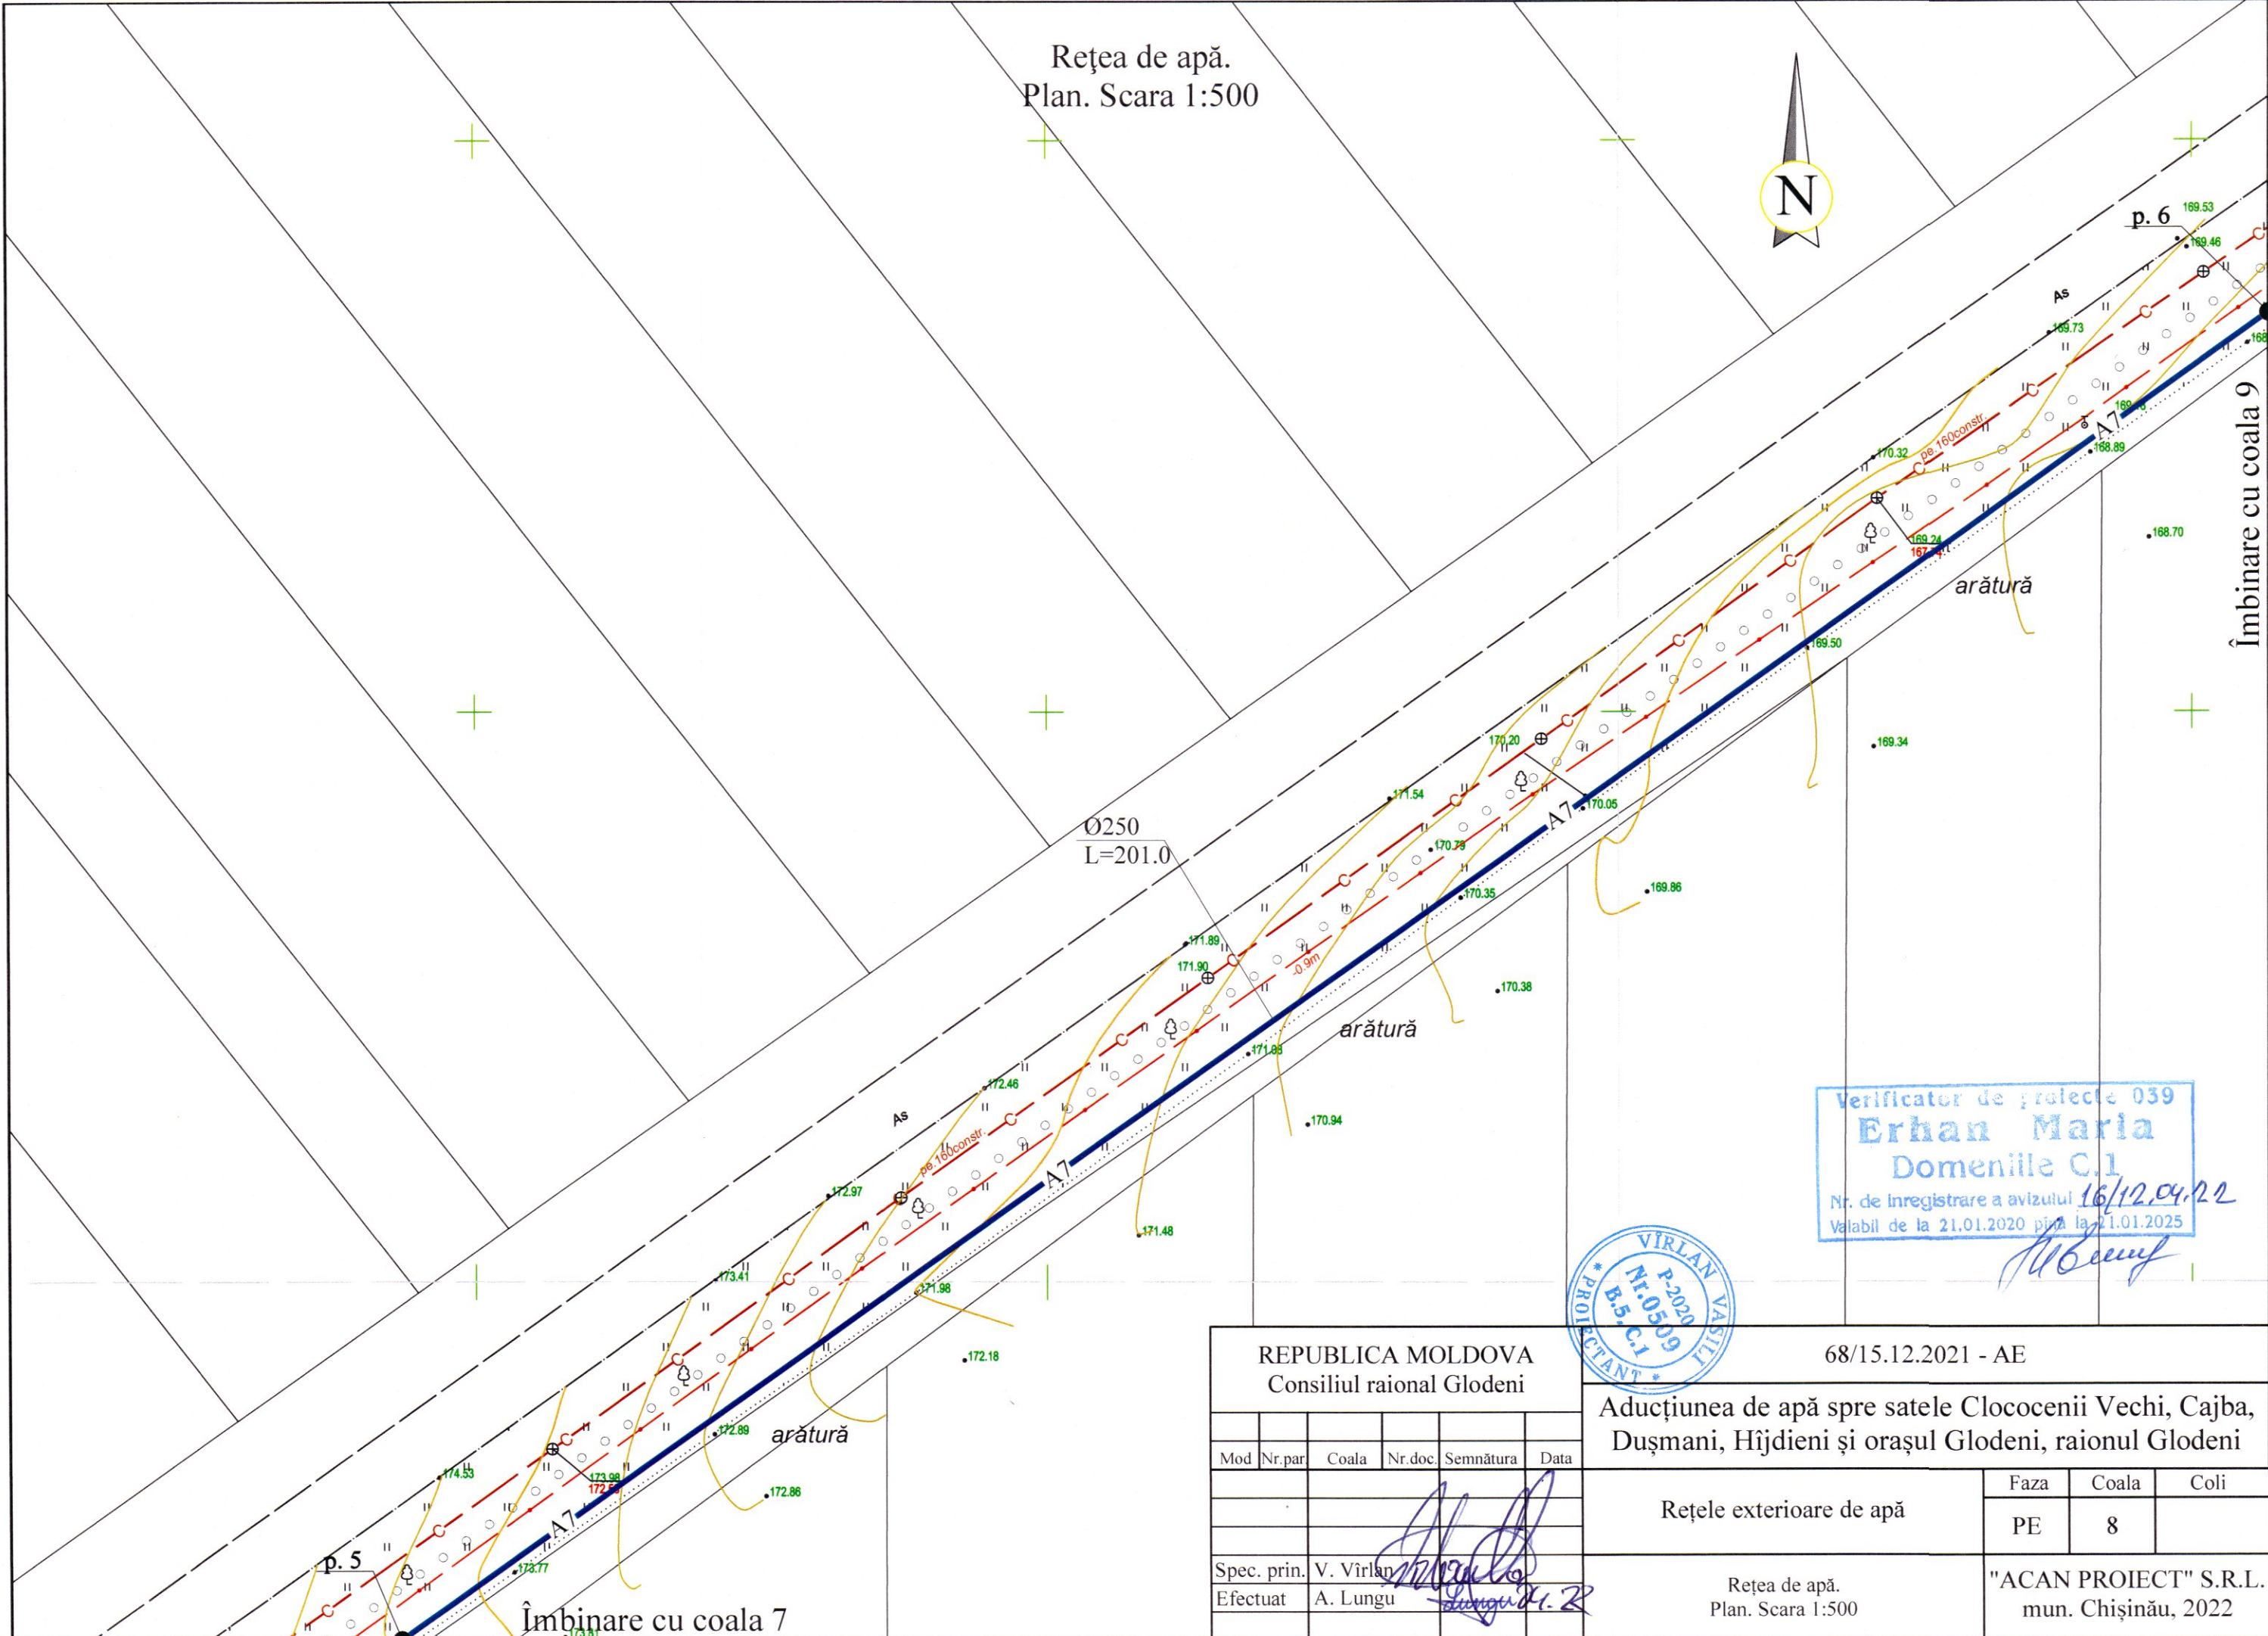 Reţea de apă.
Plan. Scara 1:500
N
p. 6
169.53
169.46
As
169.73
Îmbinare cu coala 9
pe.160constr.
170.32
A7
168.89
168.70
169.24
arătură
169.50
169.34
170.20
171.54
170.05
A7
Ø250
L=201.0
170.79
170.35
169.86
171.89
171.90
-0.9m
170.38
arătură
172.46
As
pe.160constr.
170.94
A7
172.97
171.48
173.41
171.98
172.18
172.89
arătură
174.53
173.98
172.86
A7
p. 5
173.77
Îmbinare cu coala 7
Verificator de proiecte 039
Erhan Maria
Domeniile C.1
Nr. de înregistrare a avizului 16/12.04.22
Valabil de la 21.01.2020 pînă la 21.01.2025
VÎRLAN VASILI
* PROIECTANT *
P-2020
Nr.0509
B.5, C.1
REPUBLICA MOLDOVA
Consiliul raional Glodeni
68/15.12.2021 - AE
Aducțiunea de apă spre satele Clococenii Vechi, Cajba,
Dușmani, Hîjdieni și orașul Glodeni, raionul Glodeni
Mod Nr.par Coala Nr.doc. Semnătura Data
Rețele exterioare de apă
Faza Coala Coli
PE 8
Spec. prin. V. Vîrlan
Efectuat A. Lungu 04.22
Rețea de apă.
Plan. Scara 1:500
"ACAN PROIECT" S.R.L.
mun. Chișinău, 2022